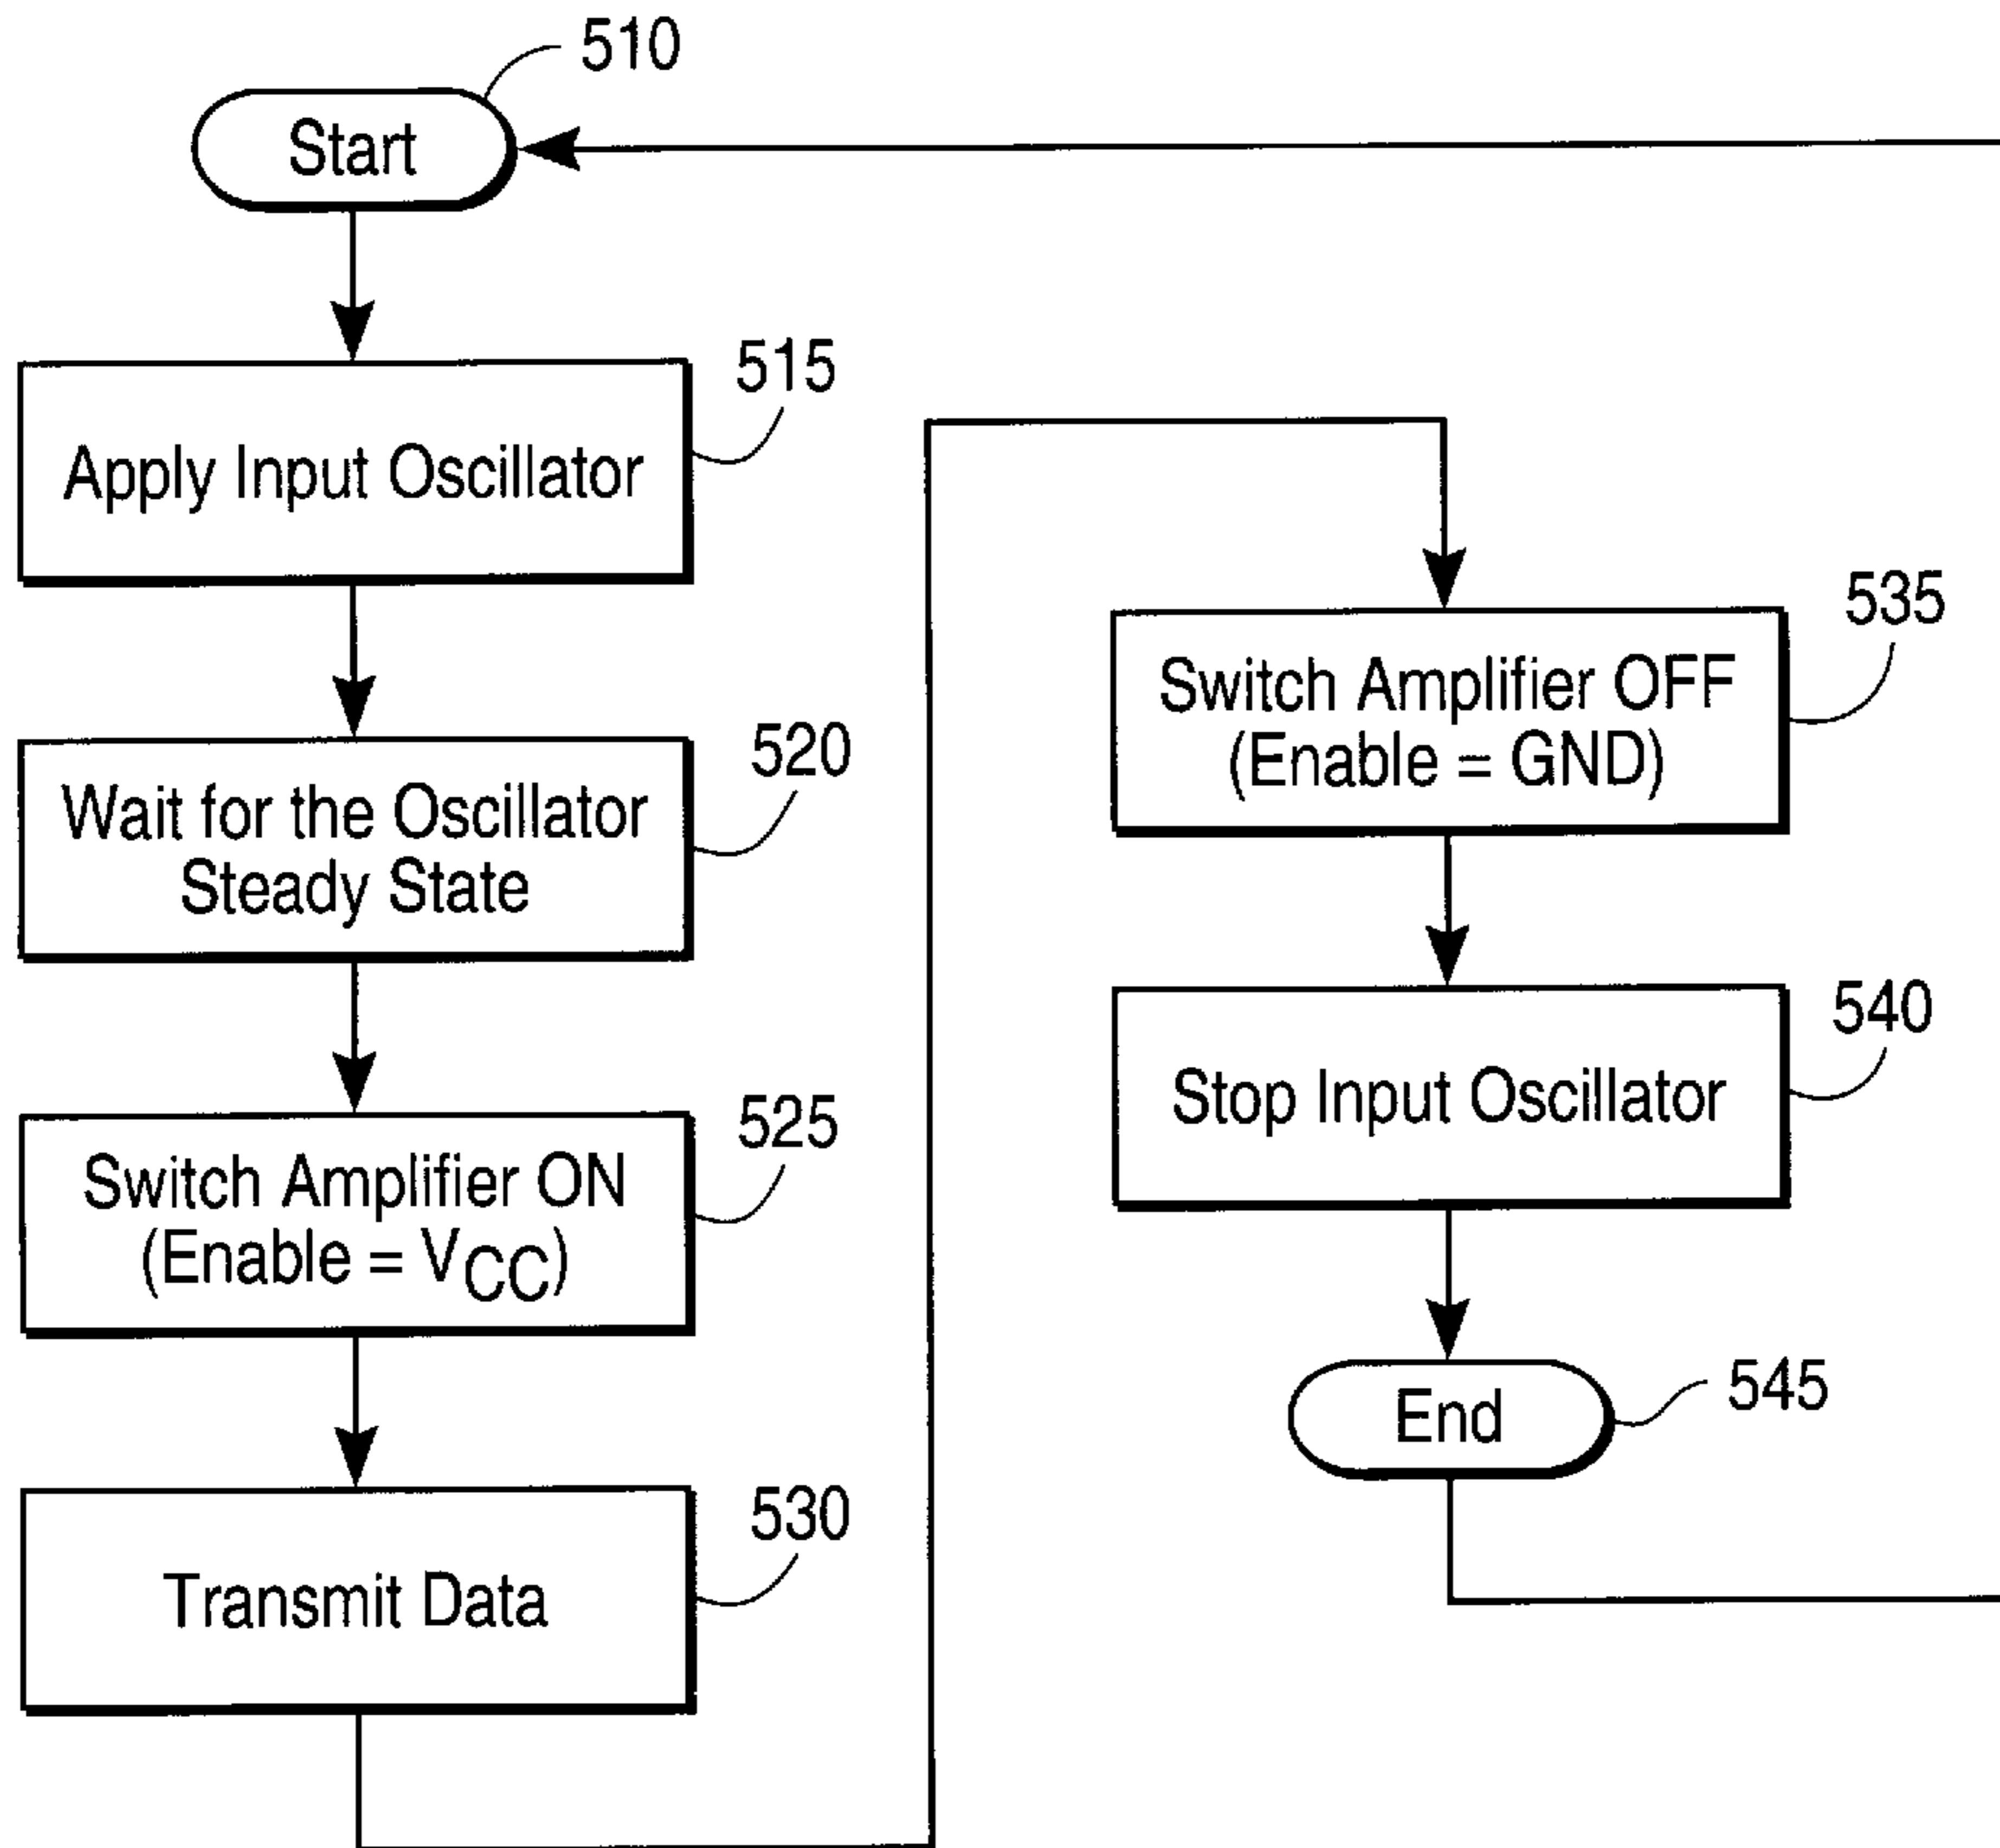 510
Start
515
Apply Input Oscillator
520
Wait for the Oscillator
Steady State
525
Switch Amplifier ON
(Enable = VCC)
530
Transmit Data
535
Switch Amplifier OFF
(Enable = GND)
540
Stop Input Oscillator
545
End